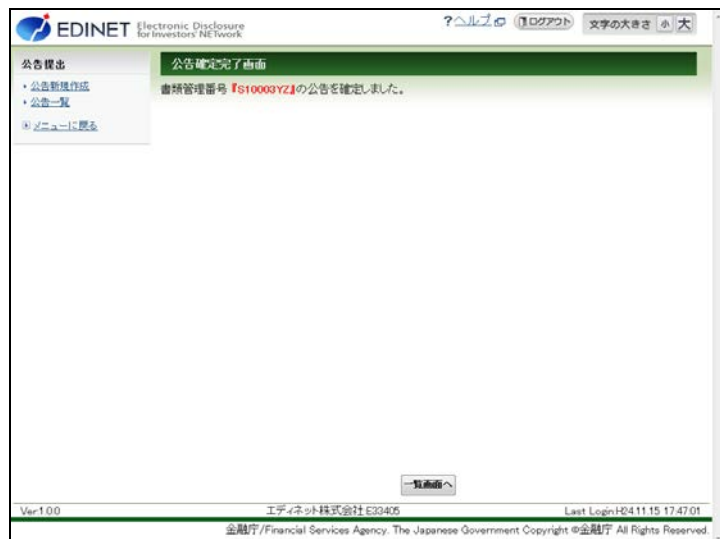 EDINET Electronic Disclosure for Investors' NETwork
?ヘルプ ログアウト 文字の大きさ 小 大
公告提出
公告新規作成
公告一覧
メニューに戻る
公告確定完了画面
書類管理番号『S10003YZ』の公告を確定しました。
一覧画面へ
Ver.1.0.0 エディネット株式会社 E33405 Last Login:H24.11.15 17:47:01
金融庁/Financial Services Agency. The Japanese Government Copyright ©金融庁 All Rights Reserved.